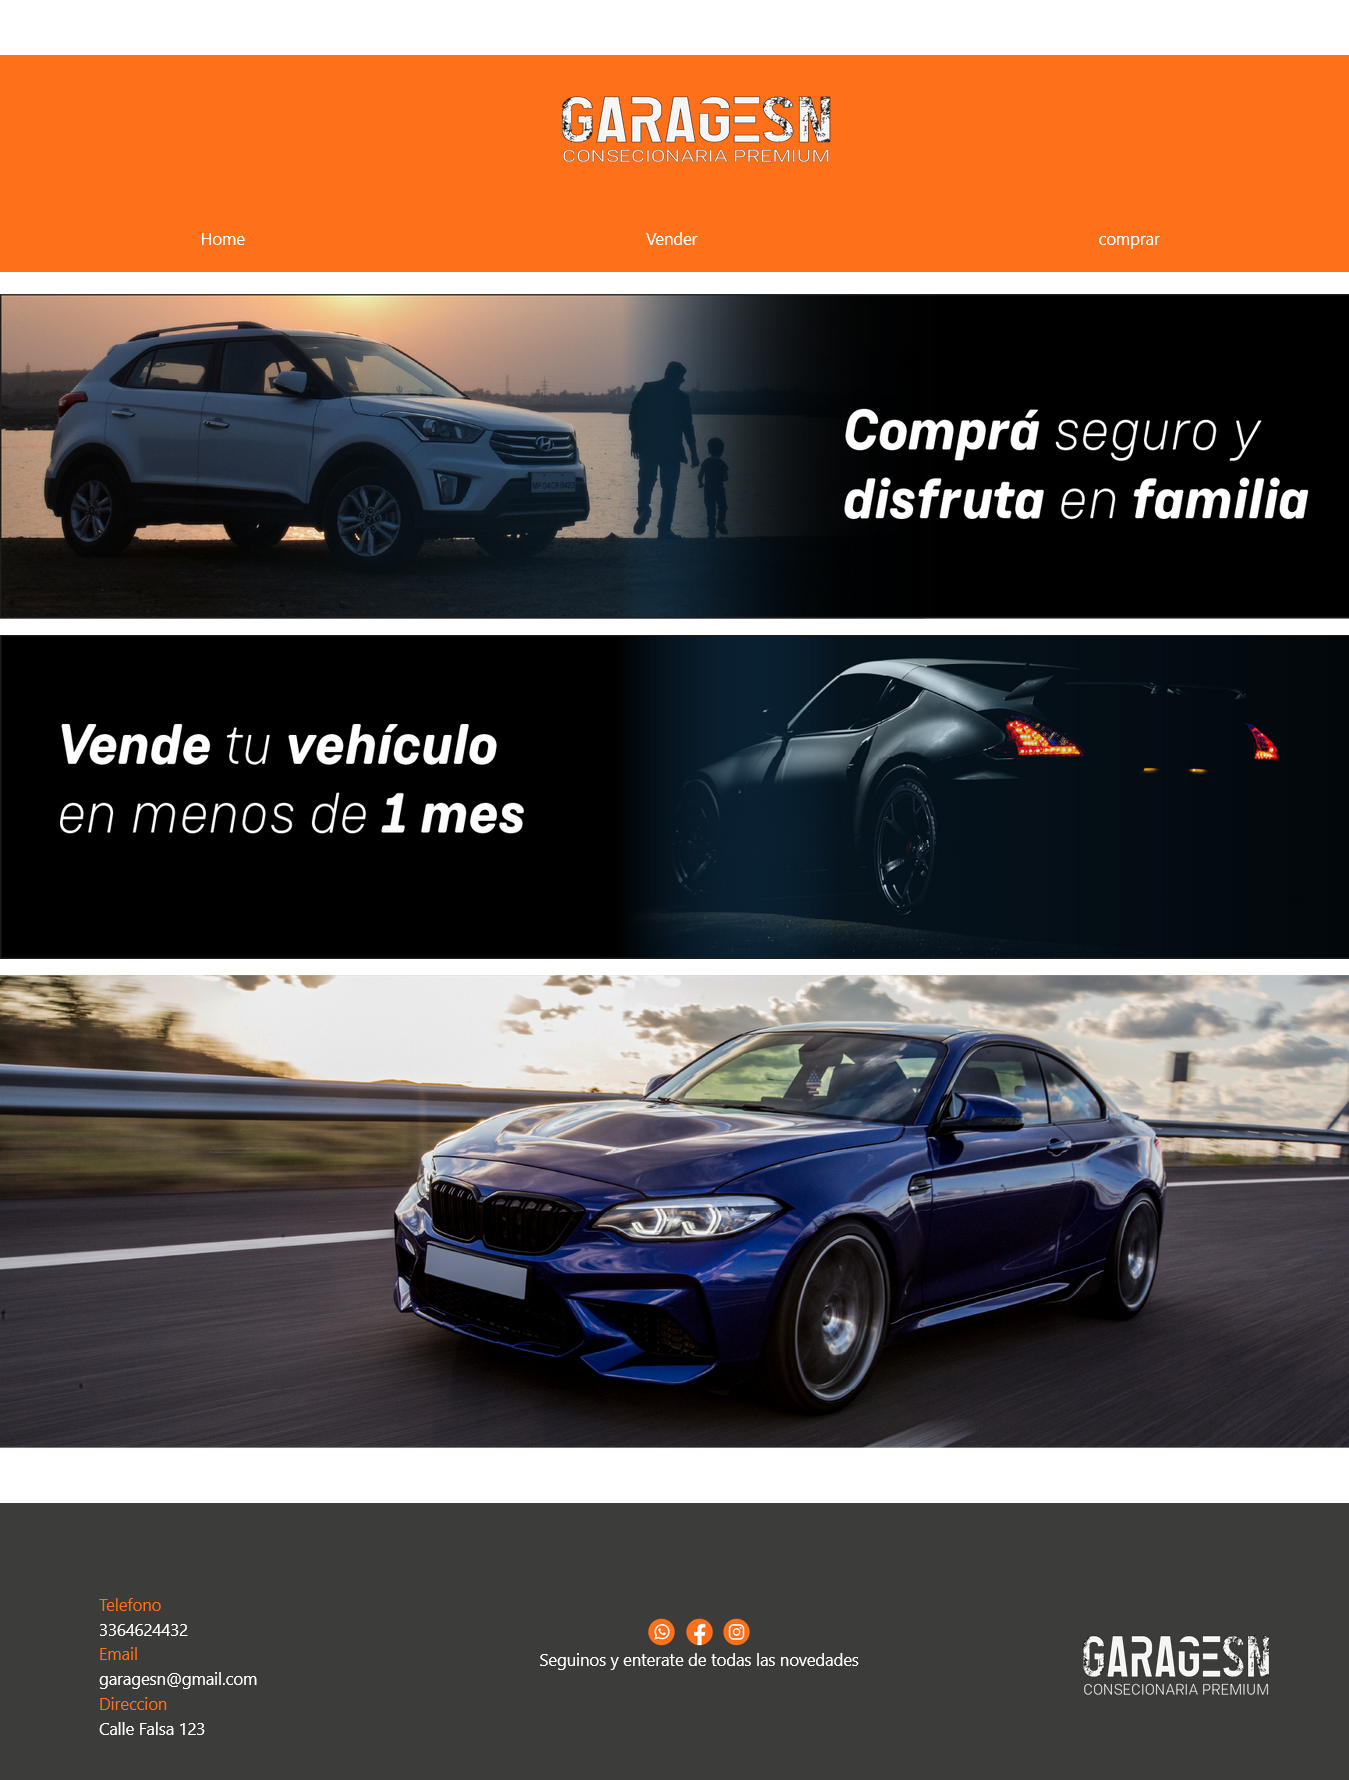 GARAGESN
CONSECIONARIA PREMIUM
Home
Vender
comprar
Comprá seguro y
disfruta en familia
Vende tu vehículo
en menos de 1 mes
Telefono
3364624432
Email
garagesn@gmail.com
Direccion
Calle Falsa 123
Seguinos y enterate de todas las novedades
GARAGESN
CONSECIONARIA PREMIUM